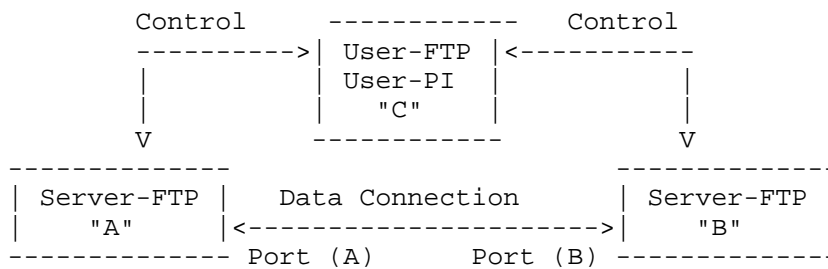 Control     ------------   Control
---------->| User-FTP |<-----------
|          | User-PI  |          |
|          |   "C"    |          |
V          ------------          V
--------------                        --------------
| Server-FTP |   Data Connection      | Server-FTP |
|    "A"     |<---------------------->|    "B"
-------------- Port (A)      Port (B) --------------